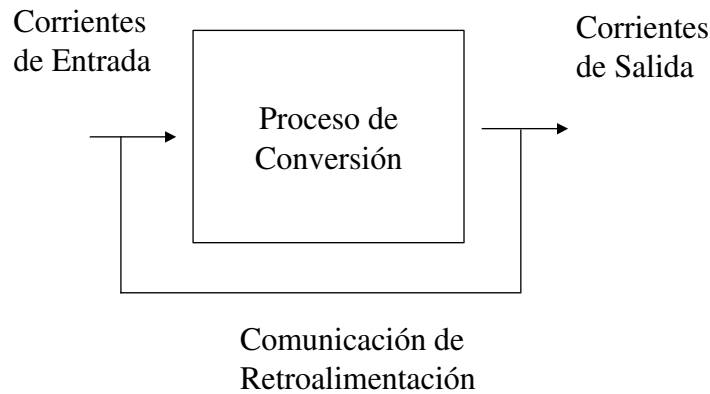 Corrientes
de Entrada
Proceso de
Conversión
Corrientes
de Salida
Comunicación de
Retroalimentación